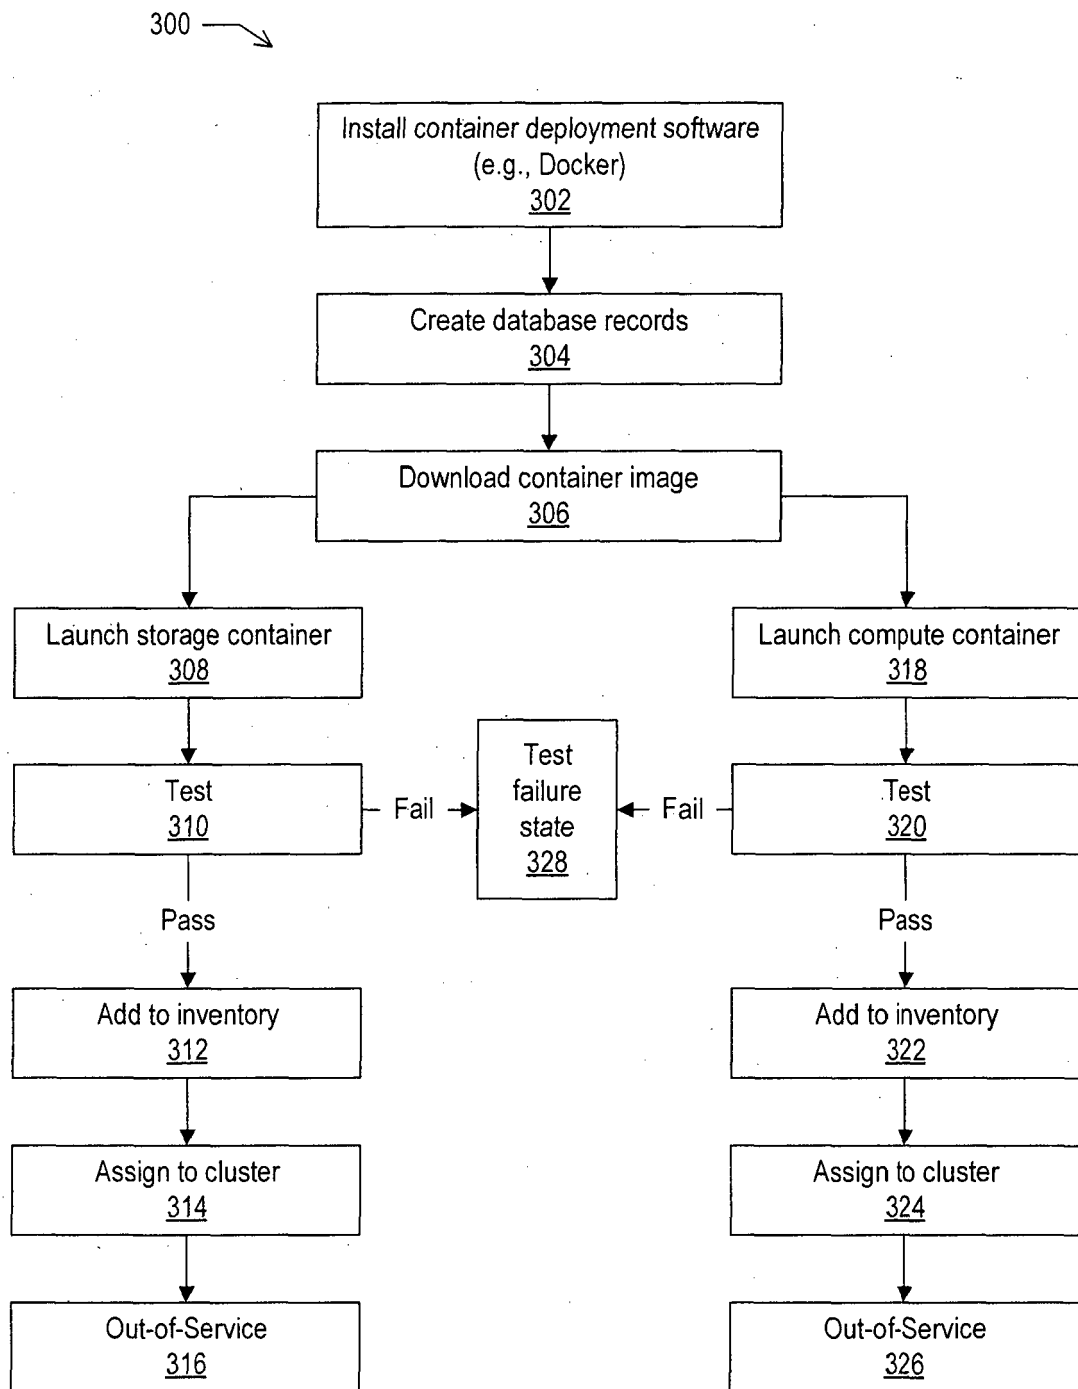 300
Install container deployment software
(e.g., Docker)
302
Create database records
304
Download container image
306
Launch storage container
308
Launch compute container
318
Test
310
Fail
Test
failure
state
328
Fail
Test
320
Pass
Pass
Add to inventory
312
Add to inventory
322
Assign to cluster
314
Assign to cluster
324
Out-of-Service
316
Out-of-Service
326